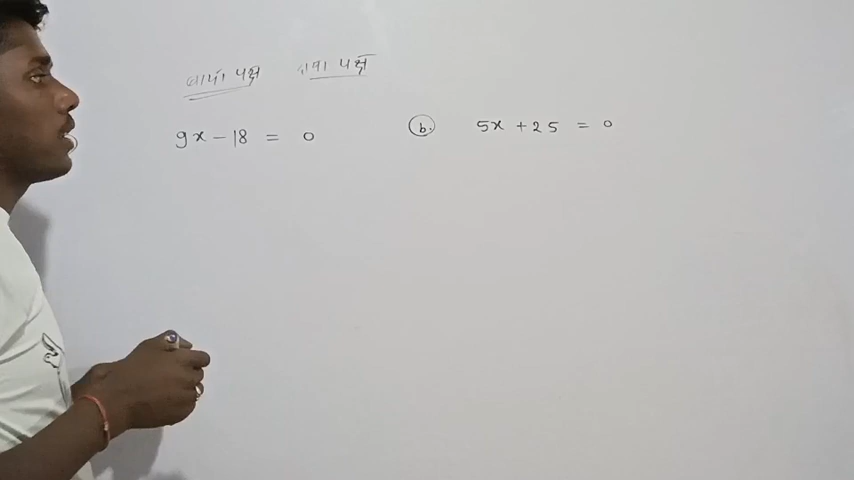 बायां पक्ष दायां पक्ष
9x - 18 = 0
b. 5x + 25 = 0